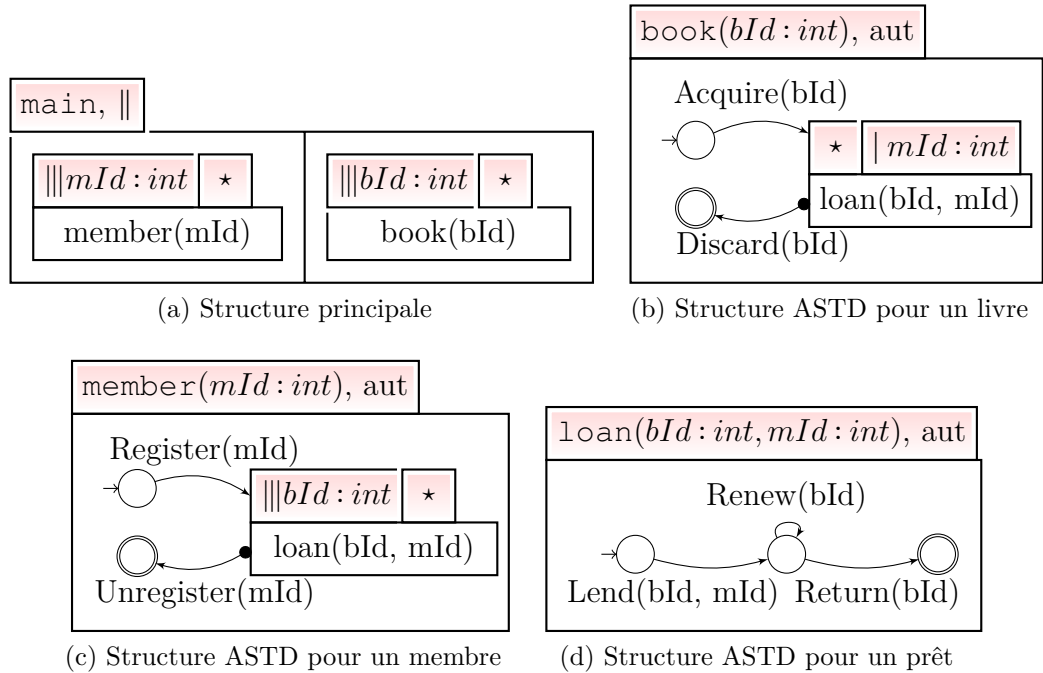 main, ∥
|||mId : int ⋆
member(mId)
|||bId : int ⋆
book(bId)
(a) Structure principale
book(bId : int), aut
Acquire(bId)
⋆ | mId : int
loan(bId, mId)
Discard(bId)
(b) Structure ASTD pour un livre
member(mId : int), aut
Register(mId)
|||bId : int ⋆
loan(bId, mId)
Unregister(mId)
(c) Structure ASTD pour un membre
loan(bId : int, mId : int), aut
Renew(bId)
Lend(bId, mId) Return(bId)
(d) Structure ASTD pour un prêt